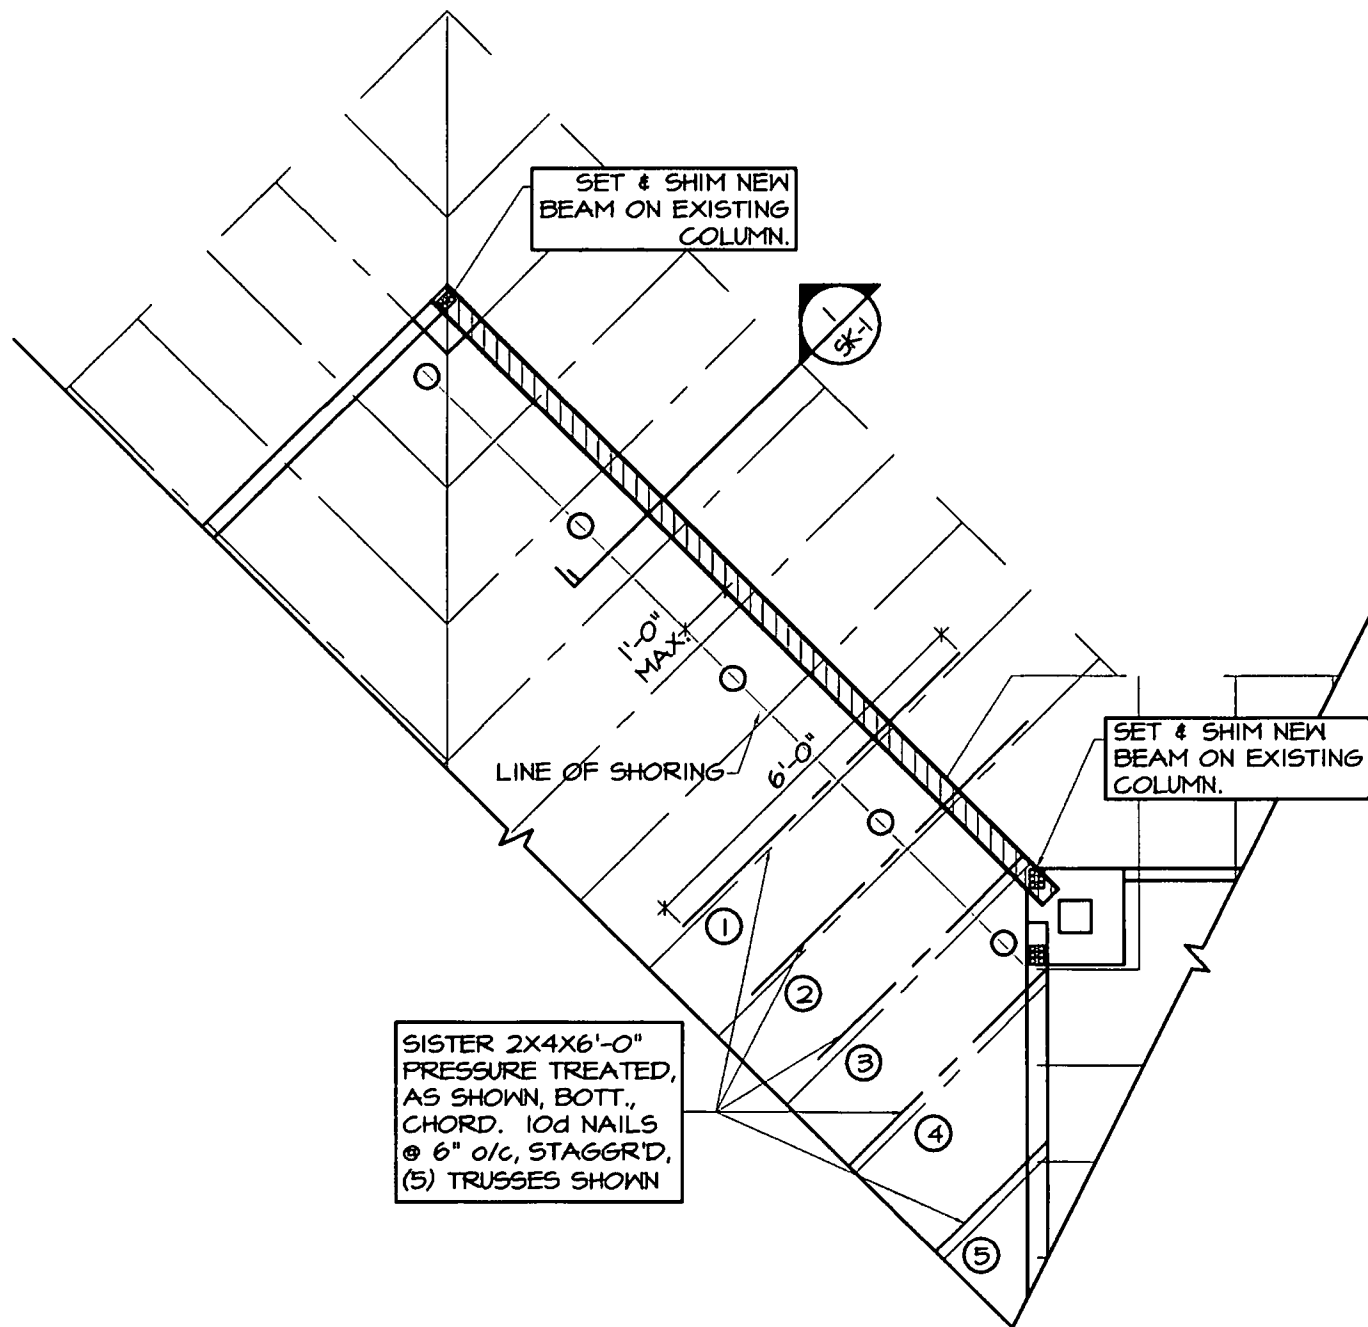 SET & SHIM NEW
BEAM ON EXISTING
COLUMN.
1
SK-1
1'-0"
MAX.
6'-0"
LINE OF SHORING
SET & SHIM NEW
BEAM ON EXISTING
COLUMN.
1
2
3
4
5
SISTER 2X4X6'-0"
PRESSURE TREATED,
AS SHOWN, BOTT.,
CHORD. 10d NAILS
@ 6" o/c, STAGGR'D,
(5) TRUSSES SHOWN